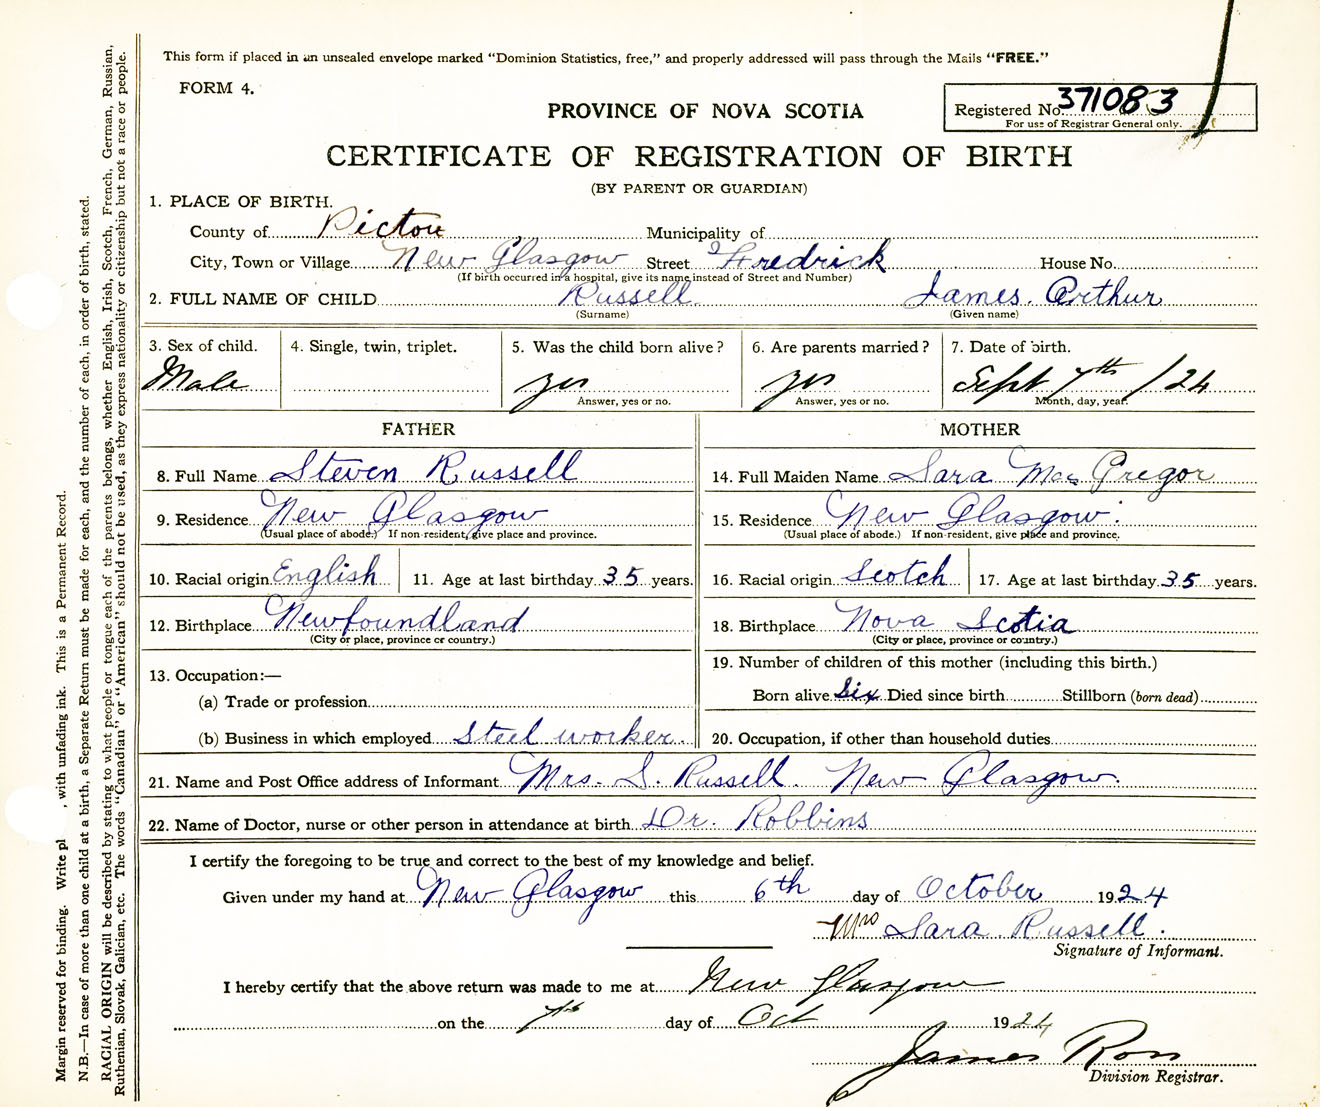 This form if placed in an unsealed envelope marked "Dominion Statistics, free," and properly addressed will pass through the Mails "FREE."
FORM 4.
Registered No. 371083
For use of Registrar General only.
PROVINCE OF NOVA SCOTIA
CERTIFICATE OF REGISTRATION OF BIRTH
(BY PARENT OR GUARDIAN)
1. PLACE OF BIRTH.
County of Pictou Municipality of
City, Town or Village New Glasgow Street Fredrick House No.
(If birth occurred in a hospital, give its name instead of Street and Number)
2. FULL NAME OF CHILD Russell James. Arthur
(Surname) (Given name)
3. Sex of child. 4. Single, twin, triplet. 5. Was the child born alive? 6. Are parents married? 7. Date of birth.
Male yes yes Sept 7th /24
Answer, yes or no. Answer, yes or no. Month, day, year.
FATHER MOTHER
8. Full Name Steven Russell 14. Full Maiden Name Sara MacGregor
9. Residence New Glasgow 15. Residence New Glasgow.
(Usual place of abode.) If non-resident, give place and province. (Usual place of abode.) If non-resident, give place and province.
10. Racial origin English 11. Age at last birthday 35 years. 16. Racial origin Scotch 17. Age at last birthday 35 years.
12. Birthplace Newfoundland 18. Birthplace Nova Scotia
(City or place, province or country.) (City or place, province or country.)
13. Occupation:— 19. Number of children of this mother (including this birth.)
(a) Trade or profession Born alive Six Died since birth Stillborn (born dead)
(b) Business in which employed Steel worker. 20. Occupation, if other than household duties
21. Name and Post Office address of Informant Mrs. S. Russell. New Glasgow.
22. Name of Doctor, nurse or other person in attendance at birth Dr. Robbins
I certify the foregoing to be true and correct to the best of my knowledge and belief.
Given under my hand at New Glasgow this 6th day of October 1924
Mrs Sara Russell.
Signature of Informant.
I hereby certify that the above return was made to me at New Glasgow
on the 7th day of Oct 1924
James Ross
Division Registrar.
Margin reserved for binding. Write pl , with unfading ink. This is a Permanent Record.
N.B.—In case of more than one child at a birth, a Separate Return must be made for each, and the number of each, in order of birth, stated.
RACIAL ORIGIN will be described by stating to what people or tongue each of the parents belongs, whether English, Irish, Scotch, French, German, Russian,
Ruthenian, Slovak, Galician, etc. The words "Canadian" or "American" should not be used, as they express nationality or citizenship but not a race or people.